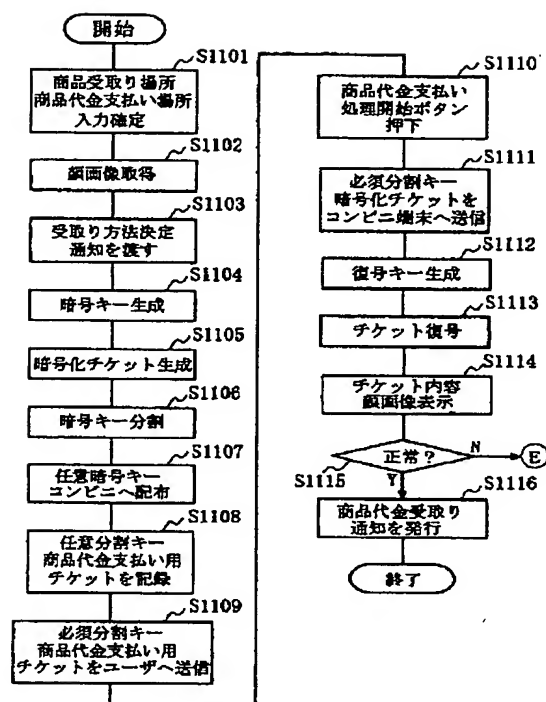 開始
S1101
商品受取り場所
商品代金支払い場所
入力確定
S1102
顔画像取得
S1103
受取り方法決定
通知を渡す
S1104
暗号キー生成
S1105
暗号化チケット生成
S1106
暗号キー分割
S1107
任意暗号キー
コンビニへ配布
S1108
任意分割キー
商品代金支払い用
チケットを記録
S1109
必須分割キー
商品代金支払い用
チケットをユーザへ送信
S1110
商品代金支払い
処理開始ボタン
押下
S1111
必須分割キー
暗号化チケットを
コンビニ端末へ送信
S1112
復号キー生成
S1113
チケット復号
S1114
チケット内容
顔画像表示
正常?
N
E
S1115
Y
S1116
商品代金受取り
通知を発行
終了